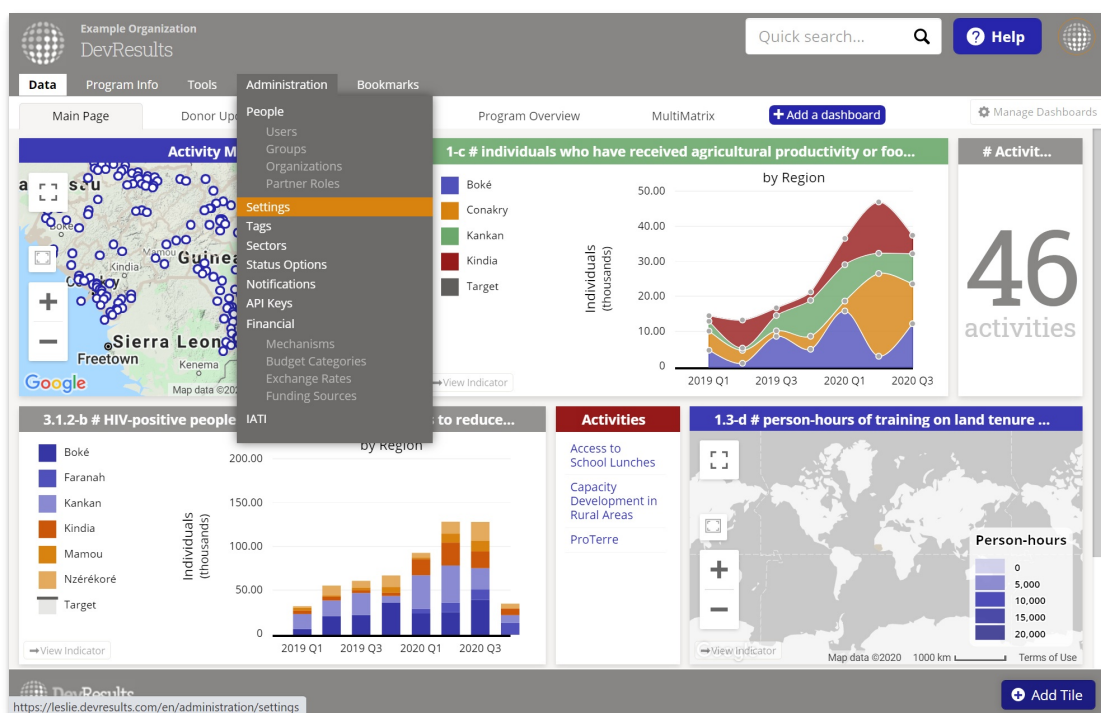 Example Organization
DevResults
Quick search...
Help
Data Program Info Tools Administration Bookmarks
Main Page
Donor Upd
Program Overview
MultiMatrix
Add a dashboard
Manage Dashboards
People
Users
Groups
Organizations
Partner Roles
Settings
Tags
Sectors
Status Options
Notifications
API Keys
Financial
Mechanisms
Budget Categories
Exchange Rates
Funding Sources
IATI
Activity M
Boké
Kindia
Mamou
Guinea
Sierra Leon
Freetown
Kenema
Google
Map data ©202
1-c # individuals who have received agricultural productivity or foo...
by Region
Boké
Conakry
Kankan
Kindia
Target
Individuals
(thousands)
50.00
40.00
30.00
20.00
10.00
0
2019 Q1 2019 Q3 2020 Q1 2020 Q3
View Indicator
# Activit...
46
activities
3.1.2-b # HIV-positive people
to reduce...
by Region
Boké
Faranah
Kankan
Kindia
Mamou
Nzérékoré
Target
Individuals
(thousands)
200.00
150.00
100.00
50.00
0
2019 Q1 2019 Q3 2020 Q1 2020 Q3
View Indicator
Activities
Access to
School Lunches
Capacity
Development in
Rural Areas
ProTerre
1.3-d # person-hours of training on land tenure ...
Person-hours
0
5,000
10,000
15,000
20,000
View Indicator
Map data ©2020 1000 km Terms of Use
DevResults
https://leslie.devresults.com/en/administration/settings
Add Tile